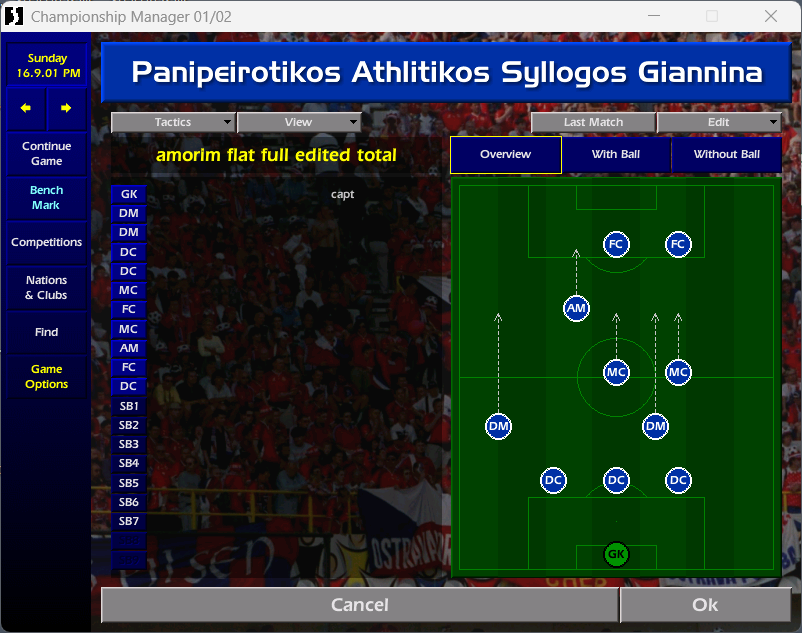 Championship Manager 01/02
Sunday
16.9.01 PM
Panipeirotikos Athlitikos Syllogos Giannina
Tactics
View
Last Match
Edit
Continue
Game
Bench
Mark
Competitions
Nations
& Clubs
Find
Game
Options
amorim flat full edited total
Overview
With Ball
Without Ball
GK capt
DM
DM
DC
DC
MC
FC
MC
AM
FC
DC
SB1
SB2
SB3
SB4
SB5
SB6
SB7
FC FC
AM
MC MC
DM DM
DC DC DC
GK
Cancel
Ok